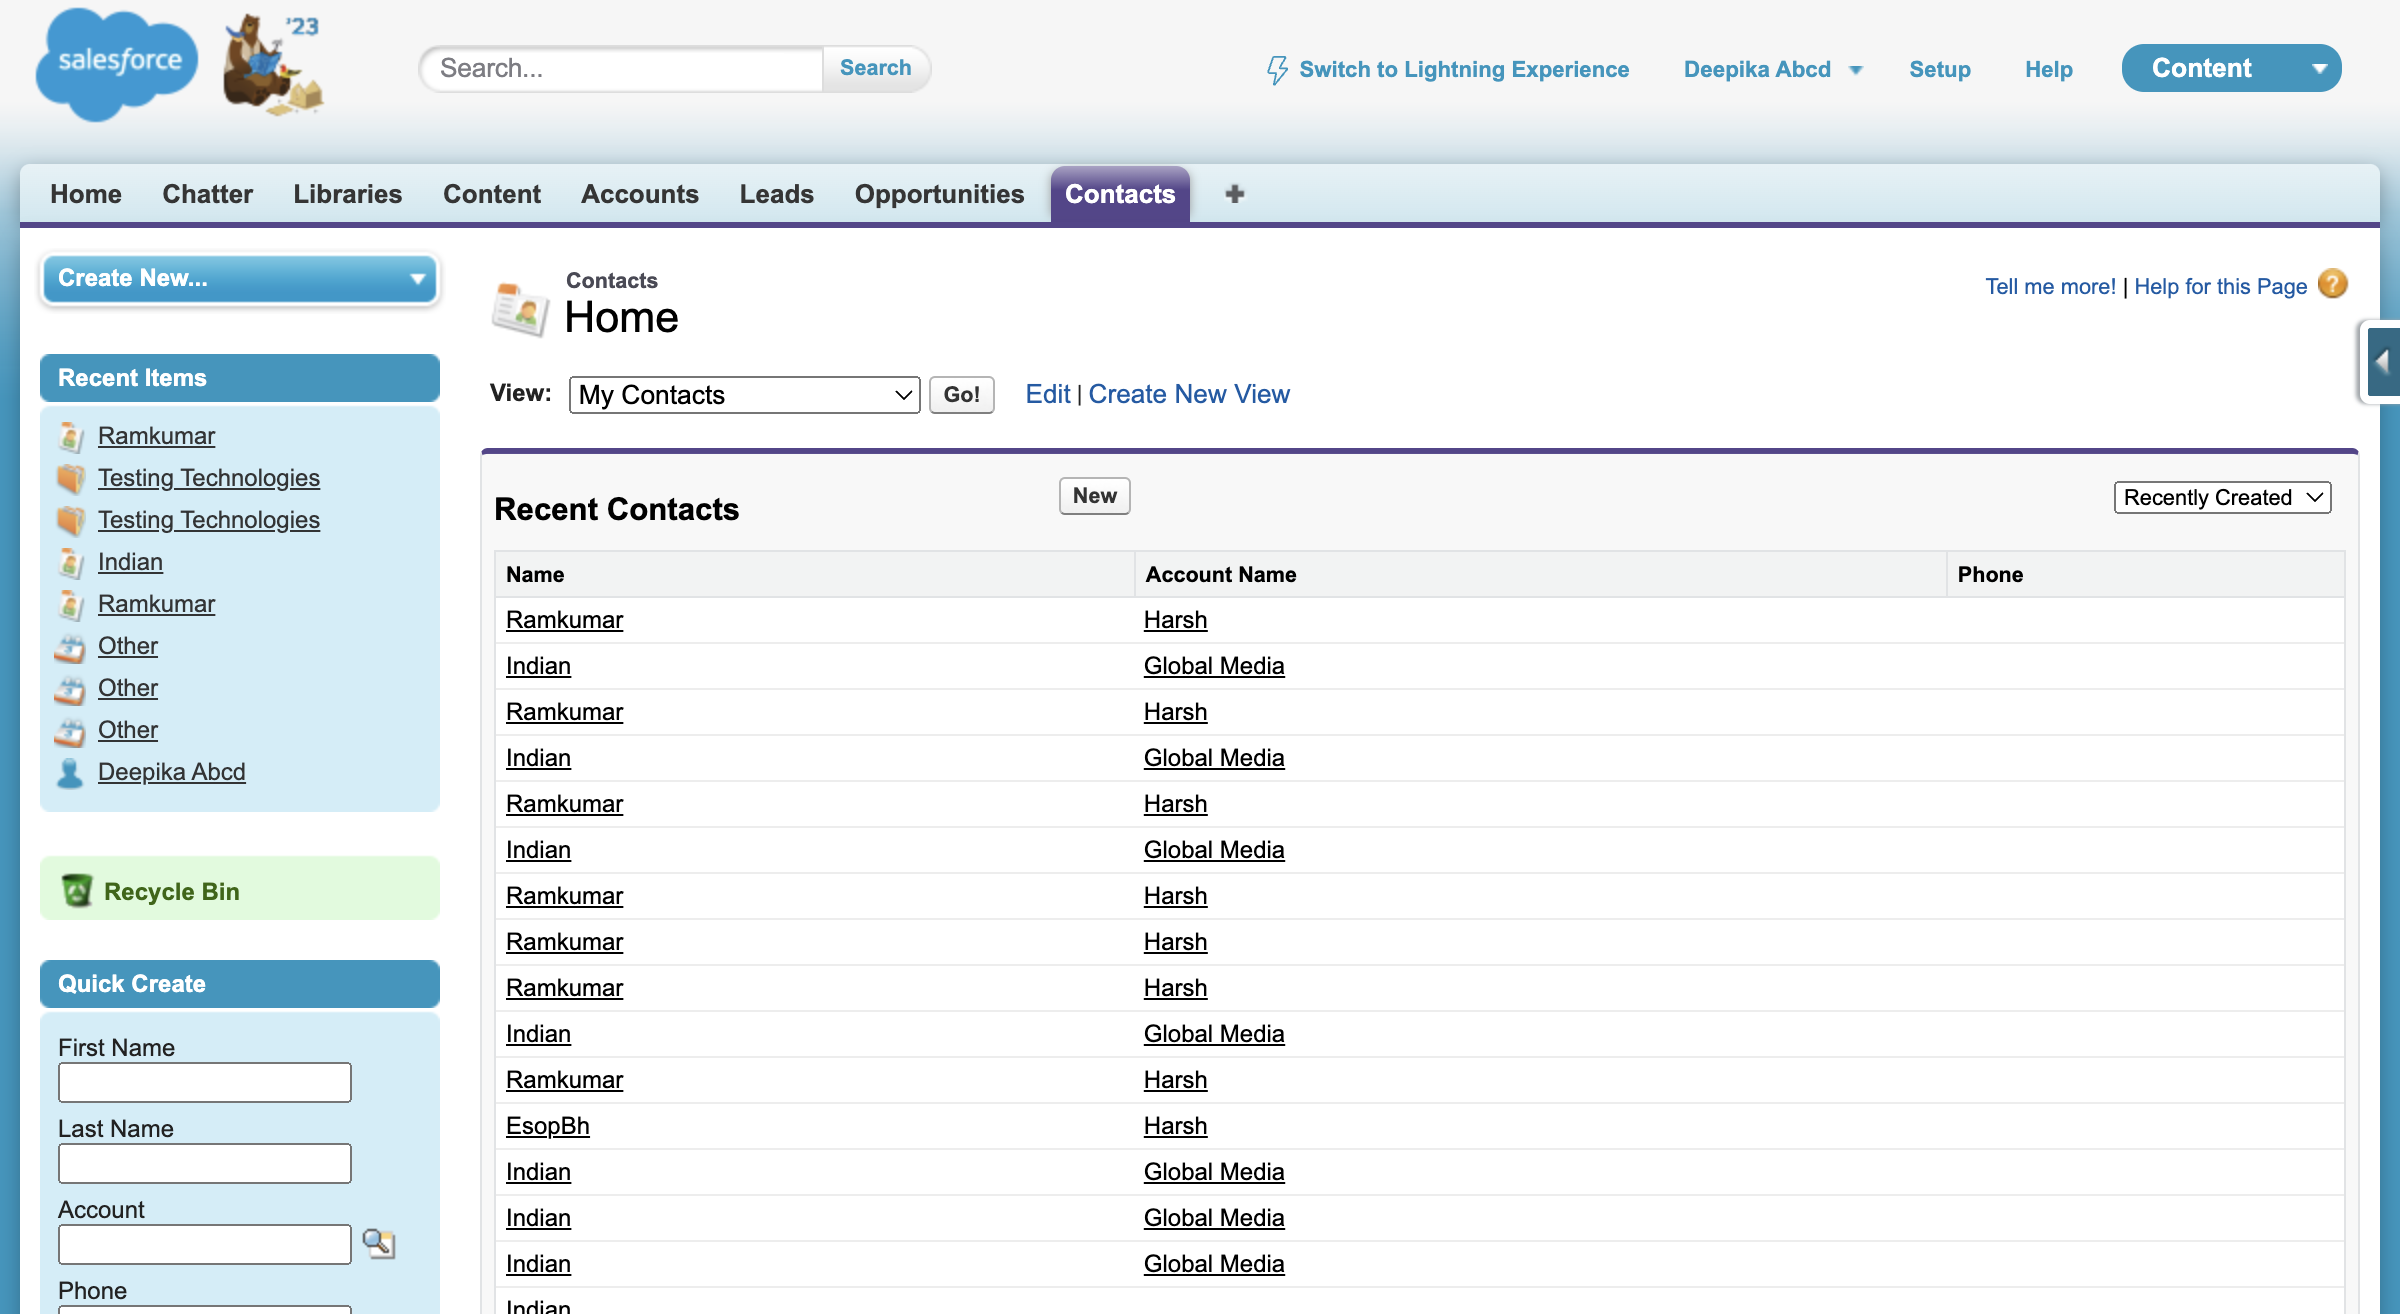 salesforce
'23
Search...
Search
Switch to Lightning Experience
Deepika Abcd
Setup
Help
Content
Home
Chatter
Libraries
Content
Accounts
Leads
Opportunities
Contacts
Create New...
Contacts
Home
Tell me more! | Help for this Page
View:
My Contacts
Go!
Edit | Create New View
Recent Items
Ramkumar
Testing Technologies
Testing Technologies
Indian
Ramkumar
Other
Other
Other
Deepika Abcd
Recycle Bin
Quick Create
First Name
Last Name
Account
Phone
Recent Contacts
New
Recently Created
Name Account Name Phone
Ramkumar Harsh
Indian Global Media
Ramkumar Harsh
Indian Global Media
Ramkumar Harsh
Indian Global Media
Ramkumar Harsh
Ramkumar Harsh
Ramkumar Harsh
Indian Global Media
Ramkumar Harsh
EsopBh Harsh
Indian Global Media
Indian Global Media
Indian Global Media
Indian